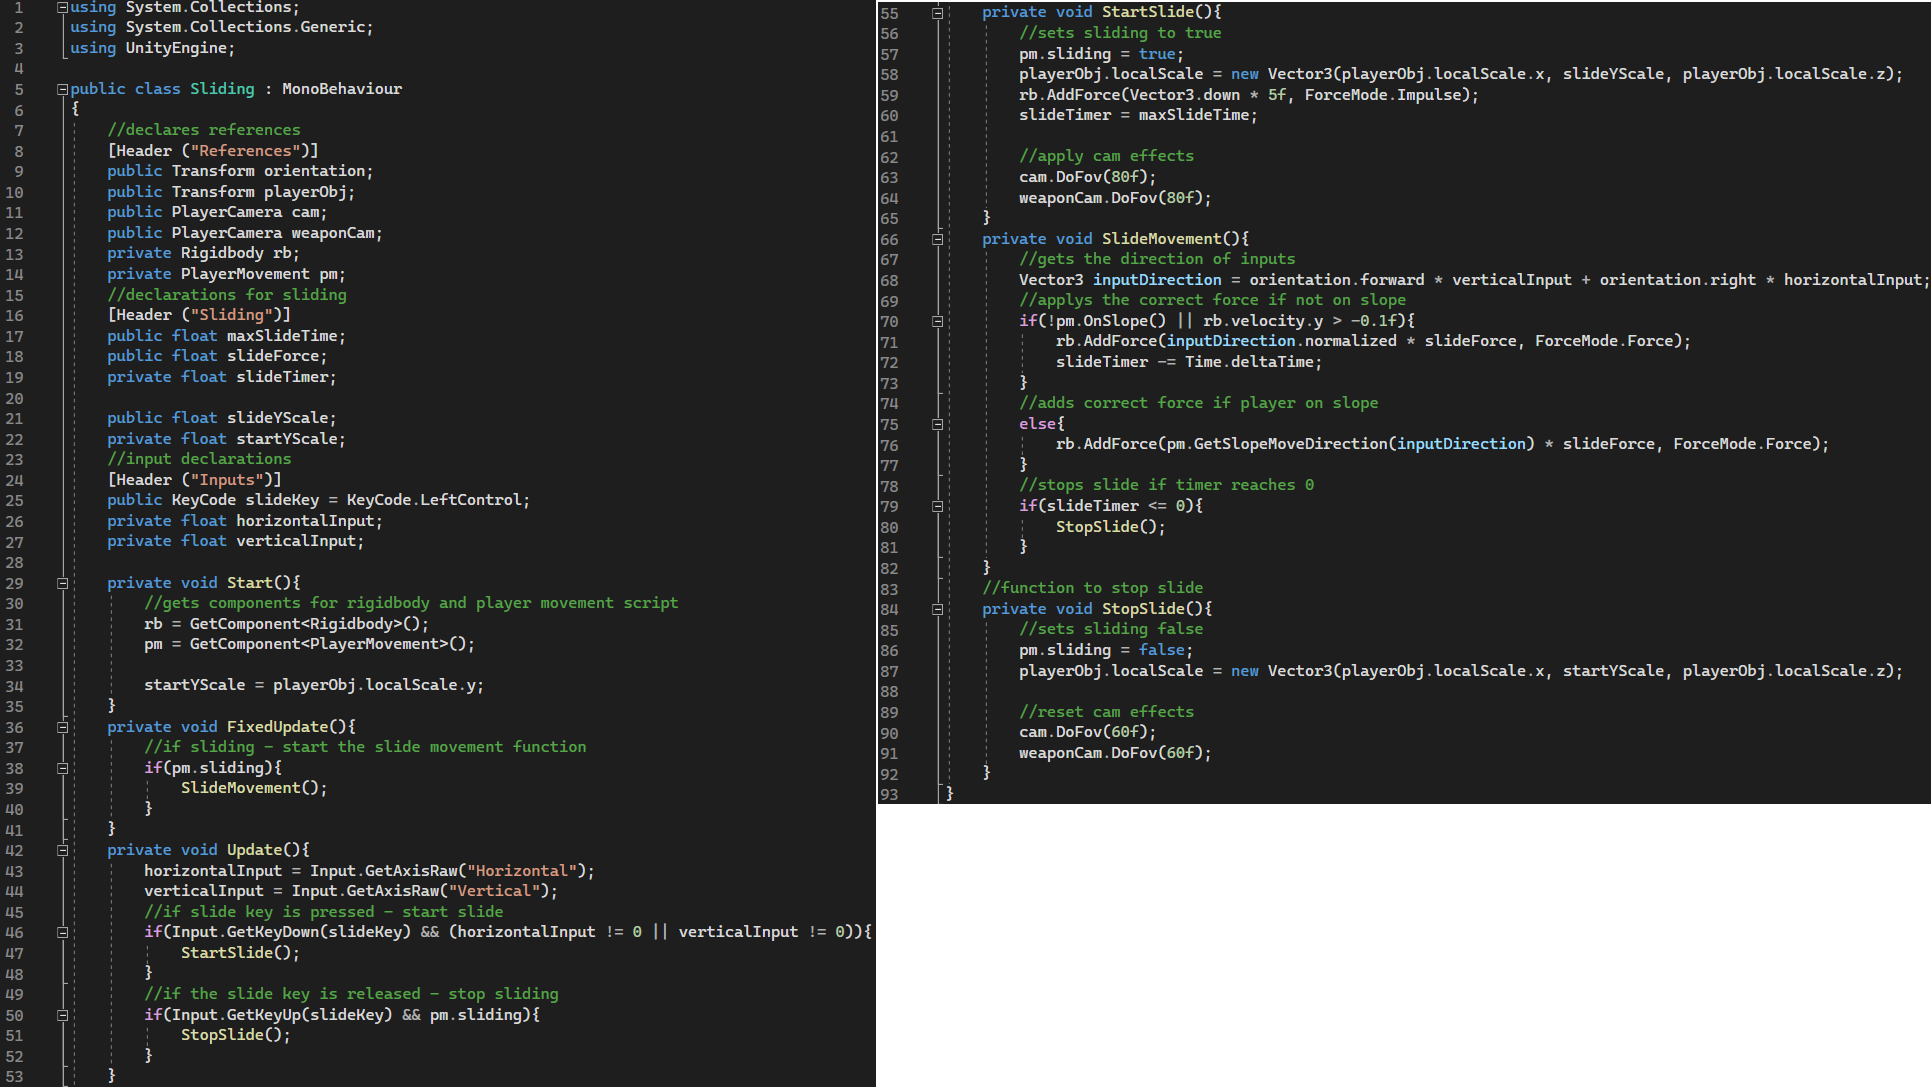 1 using System.Collections;
2 using System.Collections.Generic;
3 using UnityEngine;
4
5 public class Sliding : MonoBehaviour
6 {
7 //declares references
8 [Header ("References")]
9 public Transform orientation;
10 public Transform playerObj;
11 public PlayerCamera cam;
12 public PlayerCamera weaponCam;
13 private Rigidbody rb;
14 private PlayerMovement pm;
15 //declarations for sliding
16 [Header ("Sliding")]
17 public float maxSlideTime;
18 public float slideForce;
19 private float slideTimer;
20
21 public float slideYScale;
22 private float startYScale;
23 //input declarations
24 [Header ("Inputs")]
25 public KeyCode slideKey = KeyCode.LeftControl;
26 private float horizontalInput;
27 private float verticalInput;
28
29 private void Start(){
30 //gets components for rigidbody and player movement script
31 rb = GetComponent<Rigidbody>();
32 pm = GetComponent<PlayerMovement>();
33
34 startYScale = playerObj.localScale.y;
35 }
36 private void FixedUpdate(){
37 //if sliding - start the slide movement function
38 if(pm.sliding){
39 SlideMovement();
40 }
41 }
42 private void Update(){
43 horizontalInput = Input.GetAxisRaw("Horizontal");
44 verticalInput = Input.GetAxisRaw("Vertical");
45 //if slide key is pressed - start slide
46 if(Input.GetKeyDown(slideKey) && (horizontalInput != 0 || verticalInput != 0)){
47 StartSlide();
48 }
49 //if the slide key is released - stop sliding
50 if(Input.GetKeyUp(slideKey) && pm.sliding){
51 StopSlide();
52 }
53 }
55 private void StartSlide(){
56 //sets sliding to true
57 pm.sliding = true;
58 playerObj.localScale = new Vector3(playerObj.localScale.x, slideYScale, playerObj.localScale.z);
59 rb.AddForce(Vector3.down * 5f, ForceMode.Impulse);
60 slideTimer = maxSlideTime;
61
62 //apply cam effects
63 cam.DoFov(80f);
64 weaponCam.DoFov(80f);
65 }
66 private void SlideMovement(){
67 //gets the direction of inputs
68 Vector3 inputDirection = orientation.forward * verticalInput + orientation.right * horizontalInput;
69 //applys the correct force if not on slope
70 if(!pm.OnSlope() || rb.velocity.y > -0.1f){
71 rb.AddForce(inputDirection.normalized * slideForce, ForceMode.Force);
72 slideTimer -= Time.deltaTime;
73 }
74 //adds correct force if player on slope
75 else{
76 rb.AddForce(pm.GetSlopeMoveDirection(inputDirection) * slideForce, ForceMode.Force);
77 }
78 //stops slide if timer reaches 0
79 if(slideTimer <= 0){
80 StopSlide();
81 }
82 }
83 //function to stop slide
84 private void StopSlide(){
85 //sets sliding false
86 pm.sliding = false;
87 playerObj.localScale = new Vector3(playerObj.localScale.x, startYScale, playerObj.localScale.z);
88
89 //reset cam effects
90 cam.DoFov(60f);
91 weaponCam.DoFov(60f);
92 }
93 }